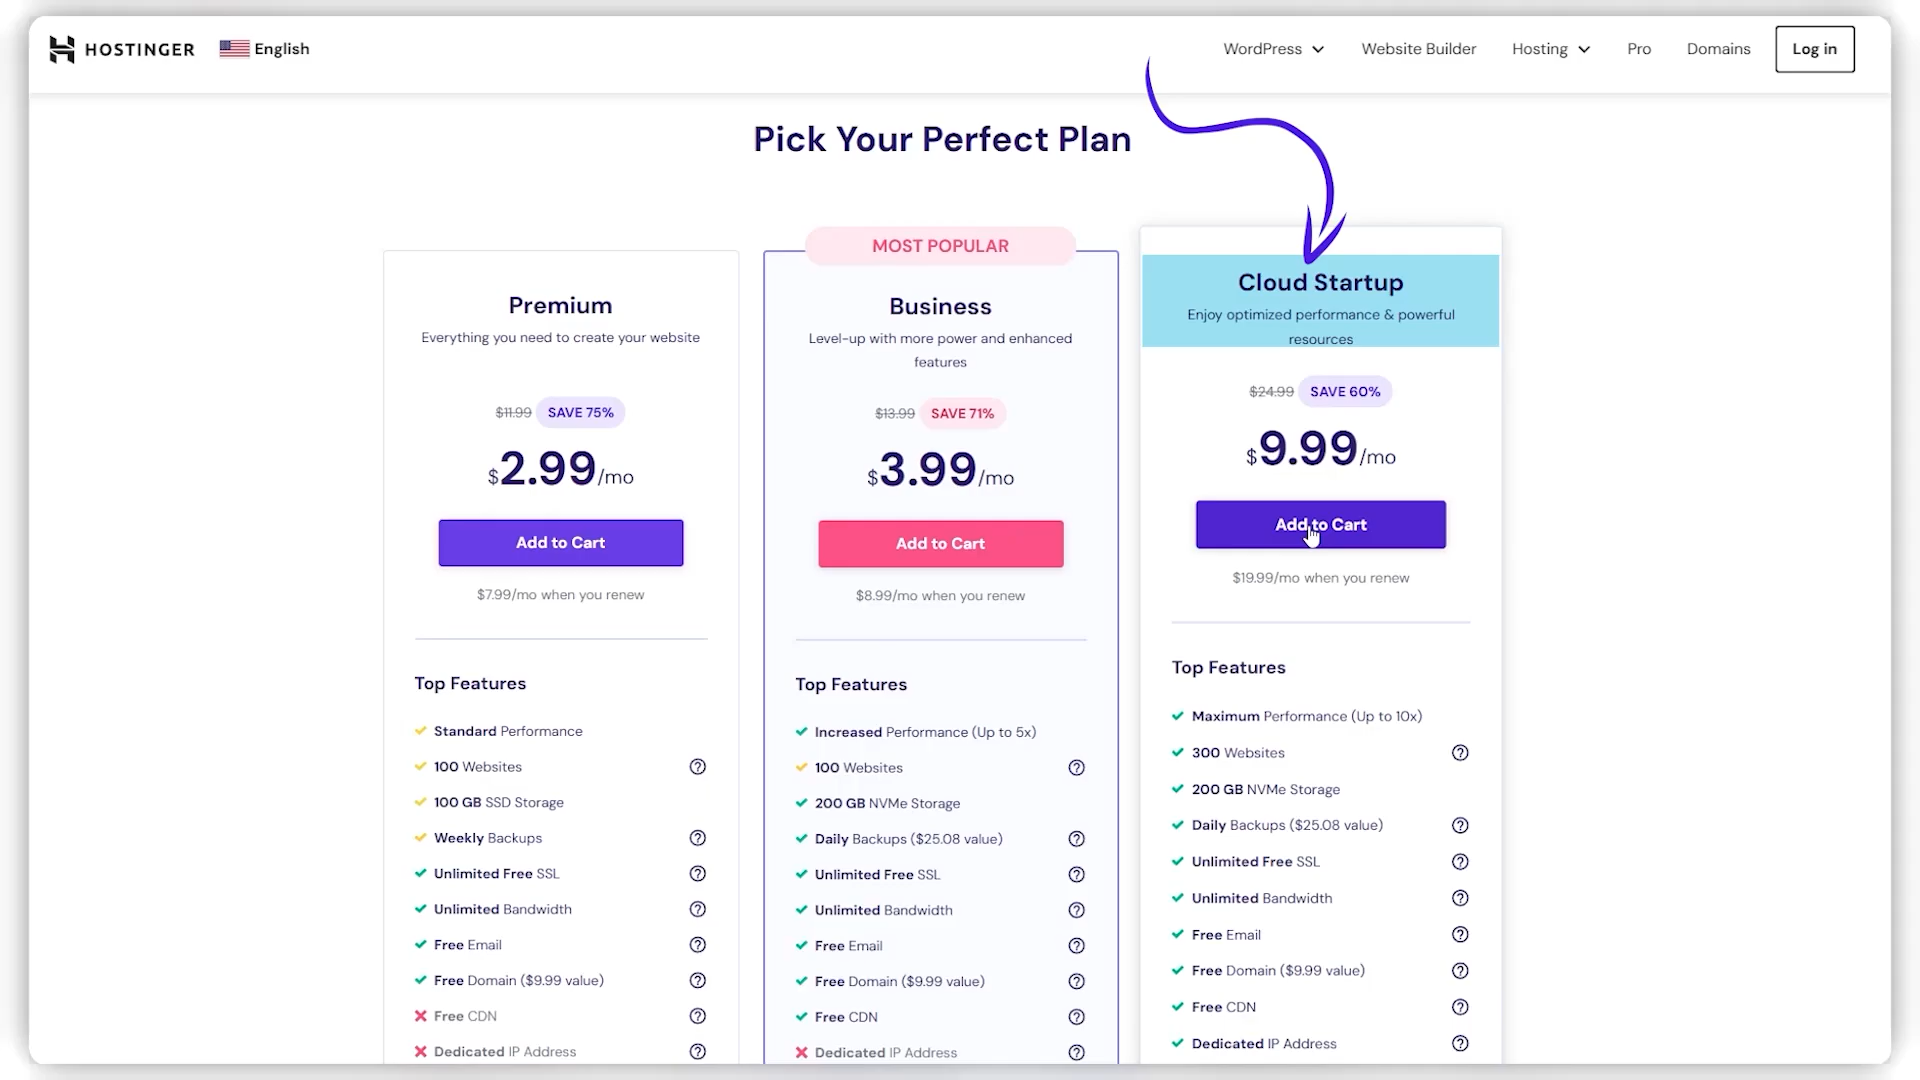 HOSTINGER
English
WordPress
Website Builder
Hosting
Pro
Domains
Log in
Pick Your Perfect Plan
Premium
Everything you need to create your website
$11.99 SAVE 75%
$2.99/mo
Add to Cart
$7.99/mo when you renew
Top Features
Standard Performance
100 Websites
100 GB SSD Storage
Weekly Backups
Unlimited Free SSL
Unlimited Bandwidth
Free Email
Free Domain ($9.99 value)
Free CDN
Dedicated IP Address
MOST POPULAR
Business
Level-up with more power and enhanced
features
$13.99 SAVE 71%
$3.99/mo
Add to Cart
$8.99/mo when you renew
Top Features
Increased Performance (Up to 5x)
100 Websites
200 GB NVMe Storage
Daily Backups ($25.08 value)
Unlimited Free SSL
Unlimited Bandwidth
Free Email
Free Domain ($9.99 value)
Free CDN
Dedicated IP Address
Cloud Startup
Enjoy optimized performance & powerful
resources
$24.99 SAVE 60%
$9.99/mo
Add to Cart
$19.99/mo when you renew
Top Features
Maximum Performance (Up to 10x)
300 Websites
200 GB NVMe Storage
Daily Backups ($25.08 value)
Unlimited Free SSL
Unlimited Bandwidth
Free Email
Free Domain ($9.99 value)
Free CDN
Dedicated IP Address